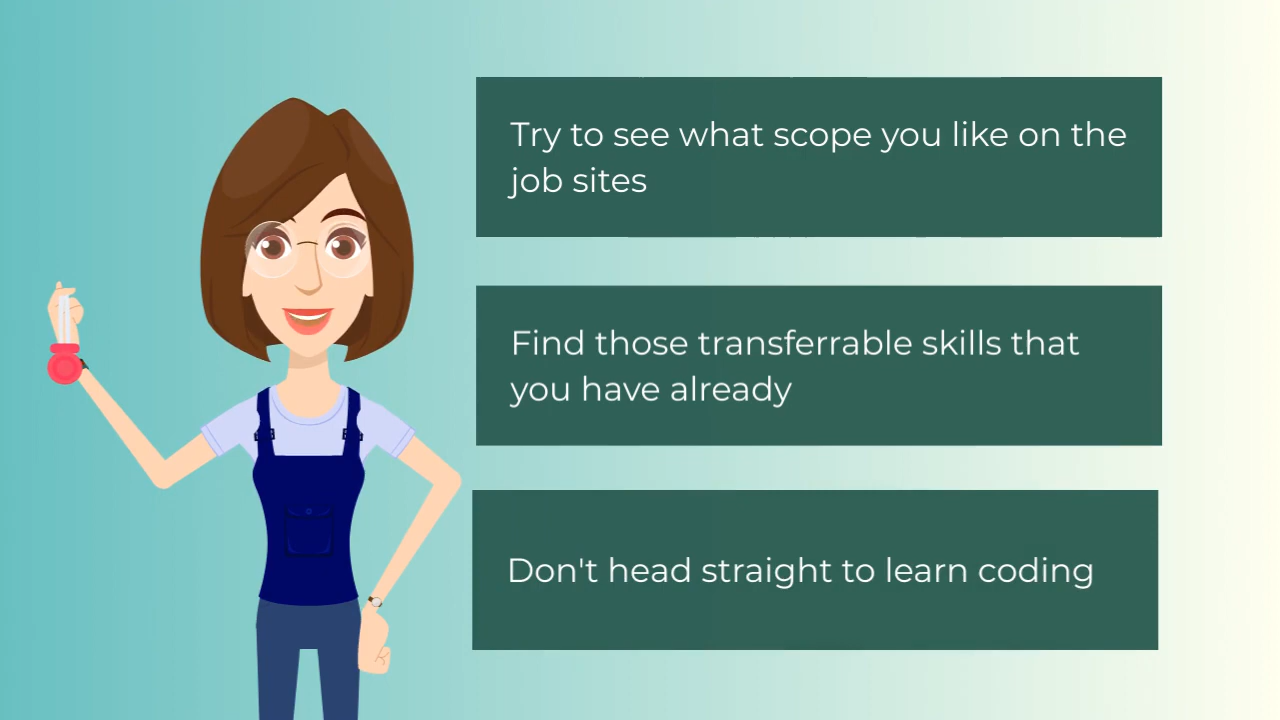 Try to see what scope you like on the
job sites
Find those transferrable skills that
you have already
Don't head straight to learn coding